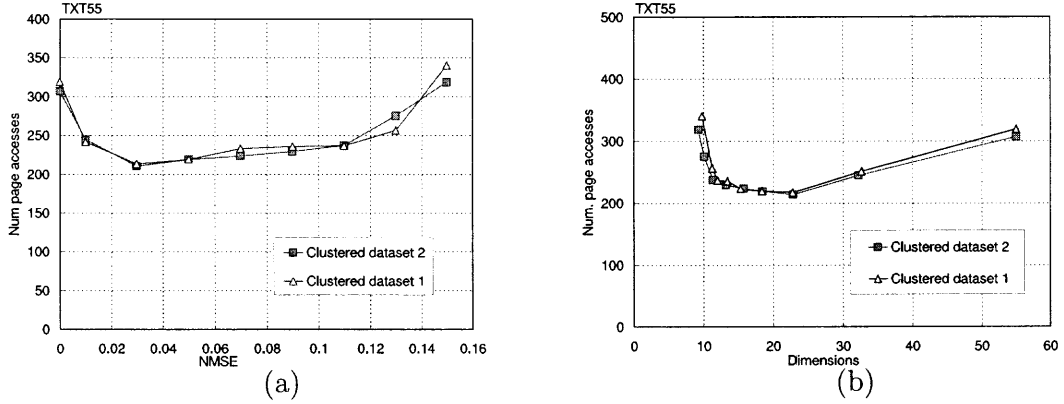 TXT55
400
350
300
250
200
150
100
50
0
Num page accesses
0 0.02 0.04 0.06 0.08 0.1 0.12 0.14 0.16
NMSE
Clustered dataset 2
Clustered dataset 1
(a)
TXT55
500
400
300
200
100
0
Num. page accesses
0 10 20 30 40 50 60
Dimensions
Clustered dataset 2
Clustered dataset 1
(b)